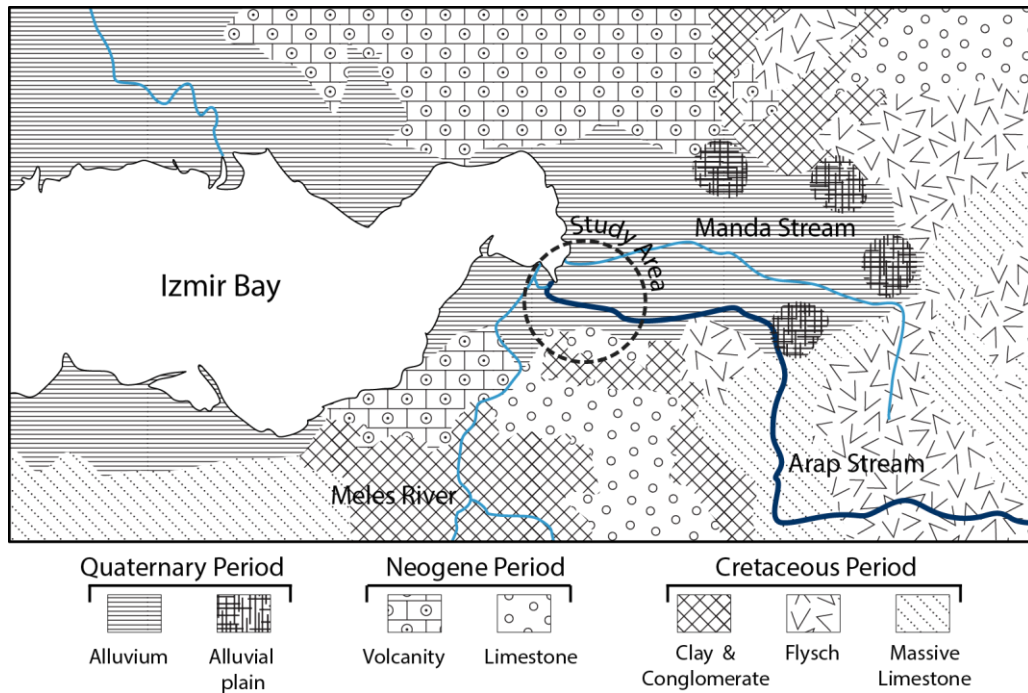 Izmir Bay
Study Area
Manda Stream
Meles River
Arap Stream
Quaternary Period
Neogene Period
Cretaceous Period
Alluvium
Alluvial
plain
Volcanity
Limestone
Clay &
Conglomerate
Flysch
Massive
Limestone